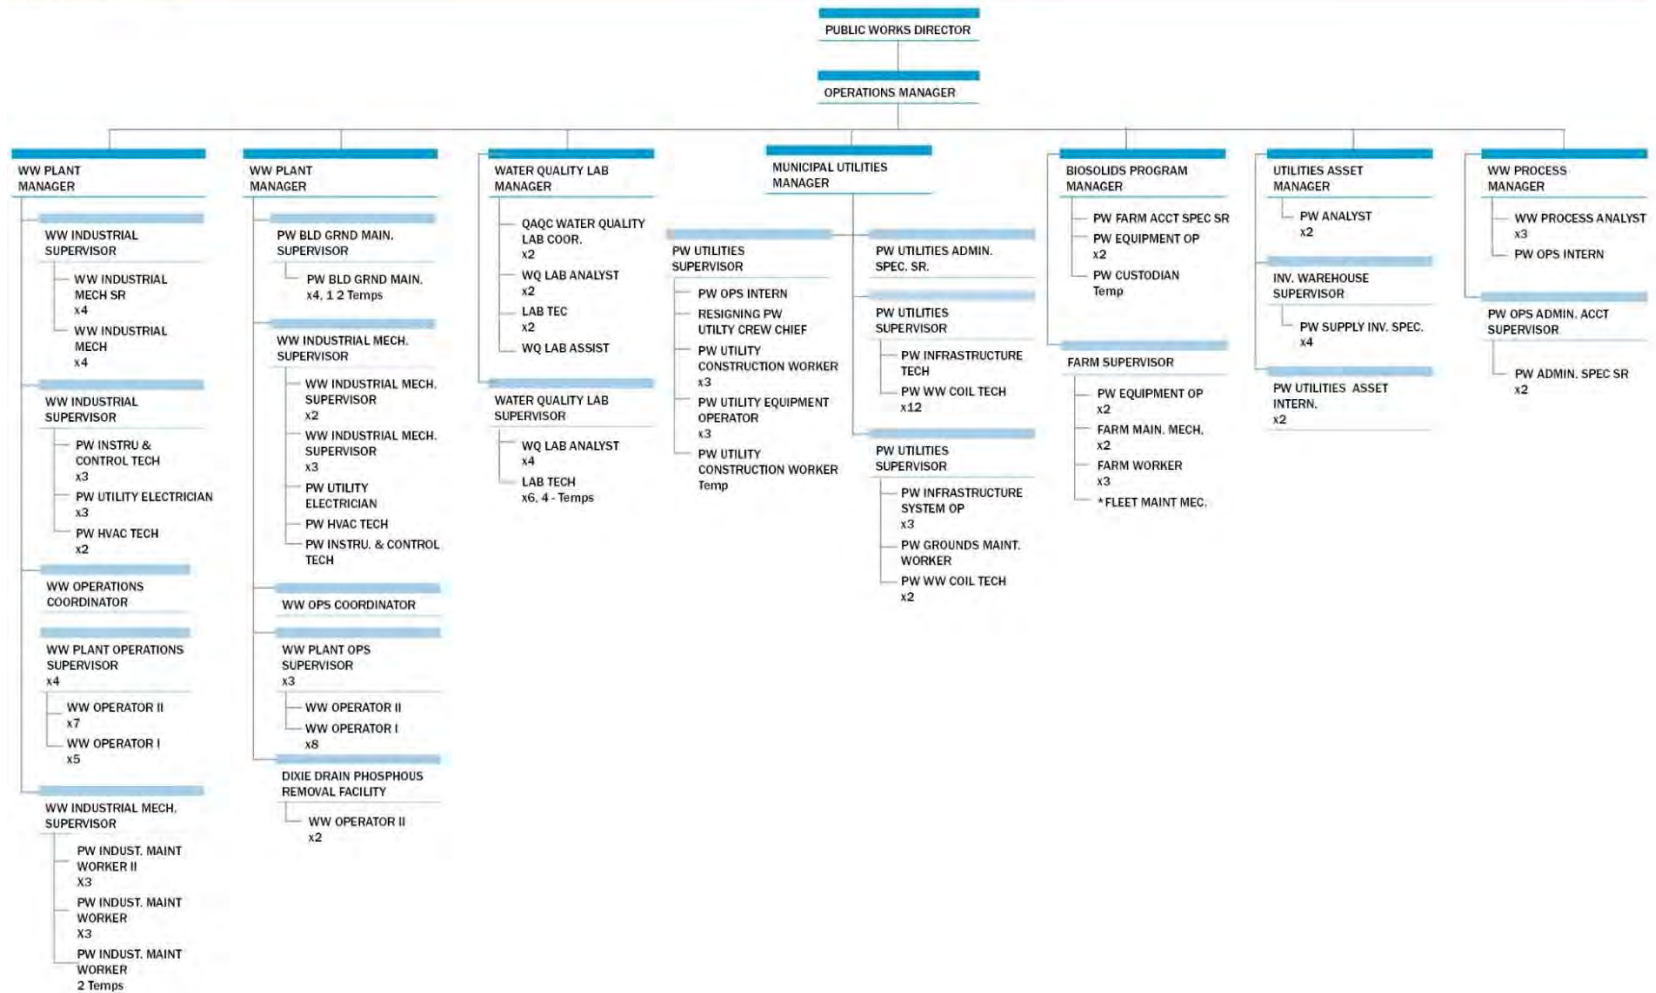 PUBLIC WORKS DIRECTOR
OPERATIONS MANAGER
WW PLANT
MANAGER
WW INDUSTRIAL
SUPERVISOR
WW INDUSTRIAL
MECH SR
x4
WW INDUSTRIAL
MECH
x4
WW INDUSTRIAL
SUPERVISOR
PW INSTRU &
CONTROL TECH
x3
PW UTILITY ELECTRICIAN
x3
PW HVAC TECH
x2
WW OPERATIONS
COORDINATOR
WW PLANT OPERATIONS
SUPERVISOR
x4
WW OPERATOR II
x7
WW OPERATOR I
x5
WW INDUSTRIAL MECH.
SUPERVISOR
PW INDUST. MAINT
WORKER II
X3
PW INDUST. MAINT
WORKER
X3
PW INDUST. MAINT
WORKER
2 Temps
WW PLANT
MANAGER
PW BLD GRND MAIN.
SUPERVISOR
PW BLD GRND MAIN.
x4, 1 2 Temps
WW INDUSTRIAL MECH.
SUPERVISOR
WW INDUSTRIAL MECH.
SUPERVISOR
x2
WW INDUSTRIAL MECH.
SUPERVISOR
x3
PW UTILITY
ELECTRICIAN
PW HVAC TECH
PW INSTRU. & CONTROL
TECH
WW OPS COORDINATOR
WW PLANT OPS
SUPERVISOR
x3
WW OPERATOR II
WW OPERATOR I
x8
DIXIE DRAIN PHOSPHOUS
REMOVAL FACILITY
WW OPERATOR II
x2
WATER QUALITY LAB
MANAGER
QAQC WATER QUALITY
LAB COOR.
x2
WQ LAB ANALYST
x2
LAB TEC
x2
WQ LAB ASSIST
WATER QUALITY LAB
SUPERVISOR
WQ LAB ANALYST
x4
LAB TECH
x6, 4 - Temps
MUNICIPAL UTILITIES
MANAGER
PW UTILITIES
SUPERVISOR
PW OPS INTERN
RESIGNING PW
UTILTY CREW CHIEF
PW UTILITY
CONSTRUCTION WORKER
x3
PW UTILITY EQUIPMENT
OPERATOR
x3
PW UTILITY
CONSTRUCTION WORKER
Temp
PW UTILITIES ADMIN.
SPEC. SR.
PW UTILITIES
SUPERVISOR
PW INFRASTRUCTURE
TECH
PW WW COIL TECH
x12
PW UTILITIES
SUPERVISOR
PW INFRASTRUCTURE
SYSTEM OP
x3
PW GROUNDS MAINT.
WORKER
PW WW COIL TECH
x2
BIOSOLIDS PROGRAM
MANAGER
PW FARM ACCT SPEC SR
PW EQUIPMENT OP
x2
PW CUSTODIAN
Temp
FARM SUPERVISOR
PW EQUIPMENT OP
x2
FARM MAIN. MECH.
x2
FARM WORKER
x3
*FLEET MAINT MEC.
UTILITIES ASSET
MANAGER
PW ANALYST
x2
INV. WAREHOUSE
SUPERVISOR
PW SUPPLY INV. SPEC.
x4
PW UTILITIES ASSET
INTERN.
x2
WW PROCESS
MANAGER
WW PROCESS ANALYST
x3
PW OPS INTERN
PW OPS ADMIN. ACCT
SUPERVISOR
PW ADMIN. SPEC SR
x2